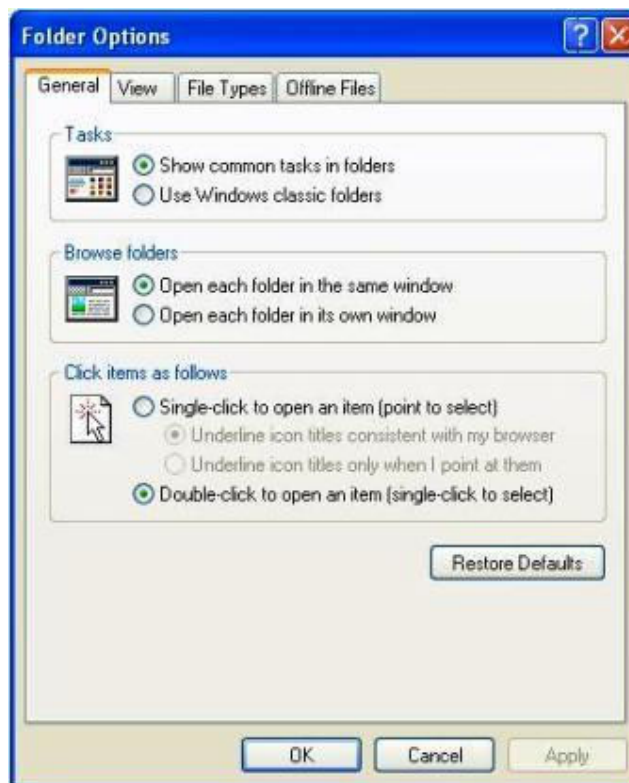 Folder Options
General View File Types Offline Files
Tasks
Show common tasks in folders
Use Windows classic folders
Browse folders
Open each folder in the same window
Open each folder in its own window
Click items as follows
Single-click to open an item (point to select)
Underline icon titles consistent with my browser
Underline icon titles only when I point at them
Double-click to open an item (single-click to select)
Restore Defaults
OK Cancel Apply